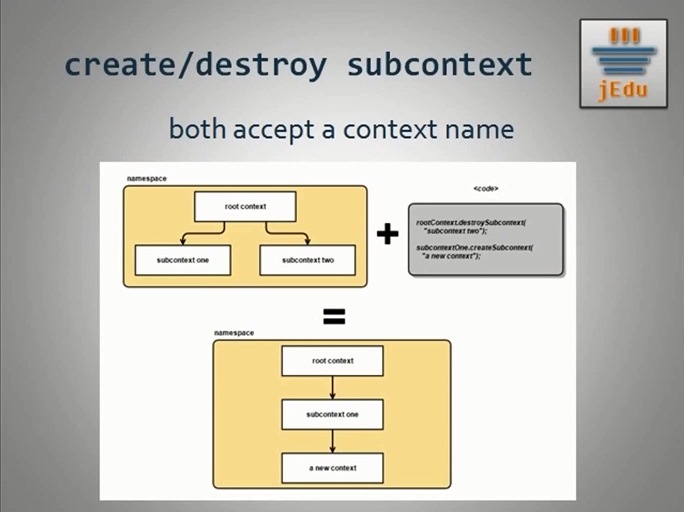 create/destroy subcontext
jEdu
both accept a context name
namespace
root context
subcontext one
subcontext two
+
<code>
rootContext.destroySubcontext(
"subcontext two");
subcontextOne.createSubcontext(
"a new context");
=
namespace
root context
subcontext one
a new context